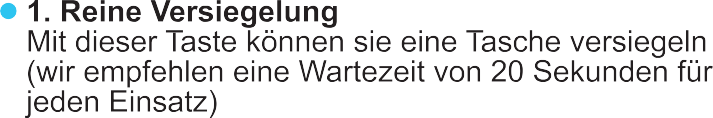 1. Reine Versiegelung
Mit dieser Taste können sie eine Tasche versiegeln
(wir empfehlen eine Wartezeit von 20 Sekunden für
jeden Einsatz)